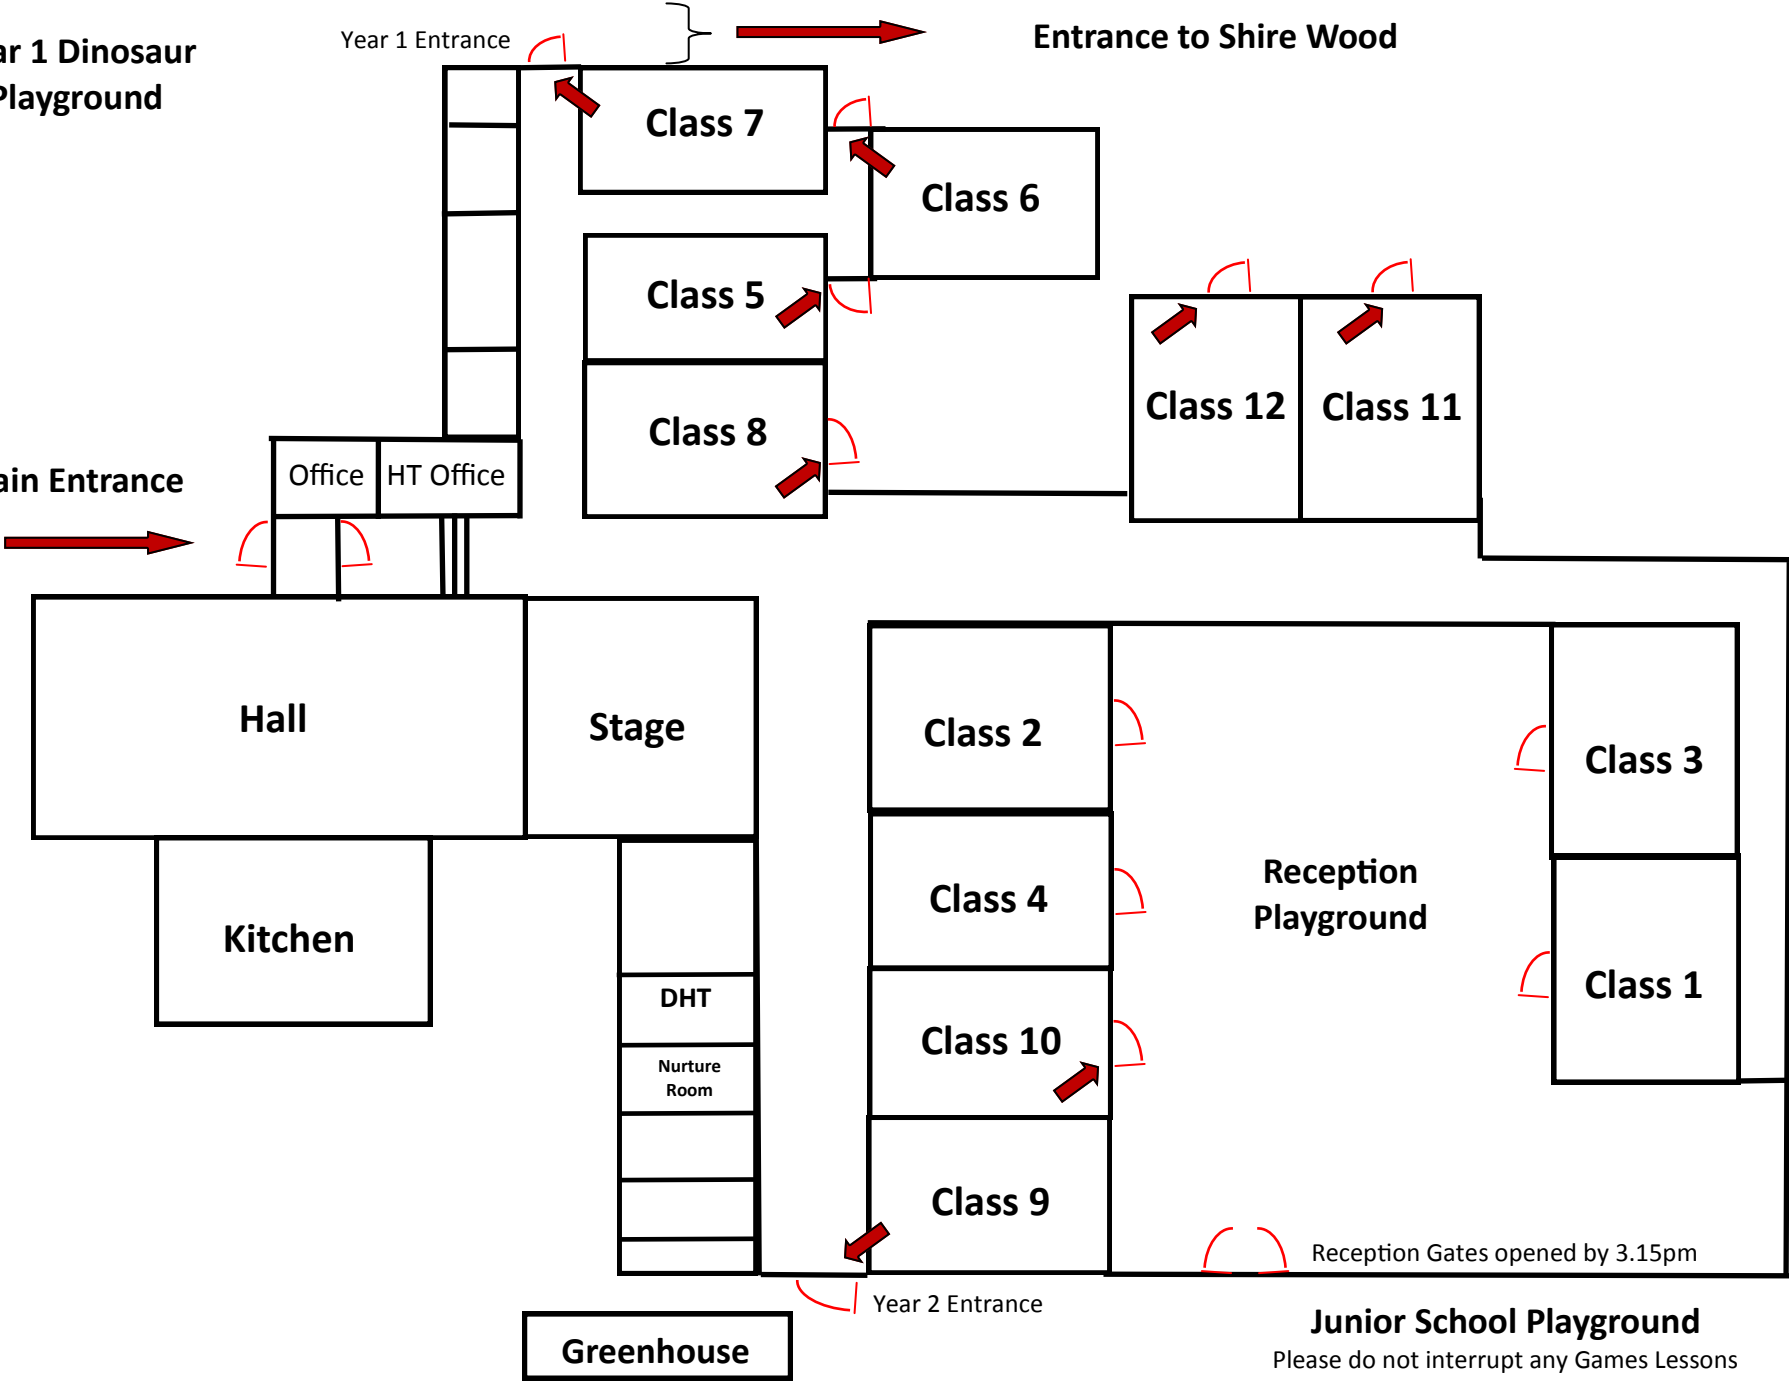 Year 1 Entrance
Entrance to Shire Wood
ar 1 Dinosaur
Playground
Class 7
Class 6
Class 5
Class 12
Class 11
Class 8
Office
HT Office
ain Entrance
Hall
Stage
Class 2
Class 3
Class 4
Reception
Playground
Kitchen
DHT
Class 1
Class 10
Nurture
Room
Class 9
Reception Gates opened by 3.15pm
Year 2 Entrance
Junior School Playground
Please do not interrupt any Games Lessons
Greenhouse